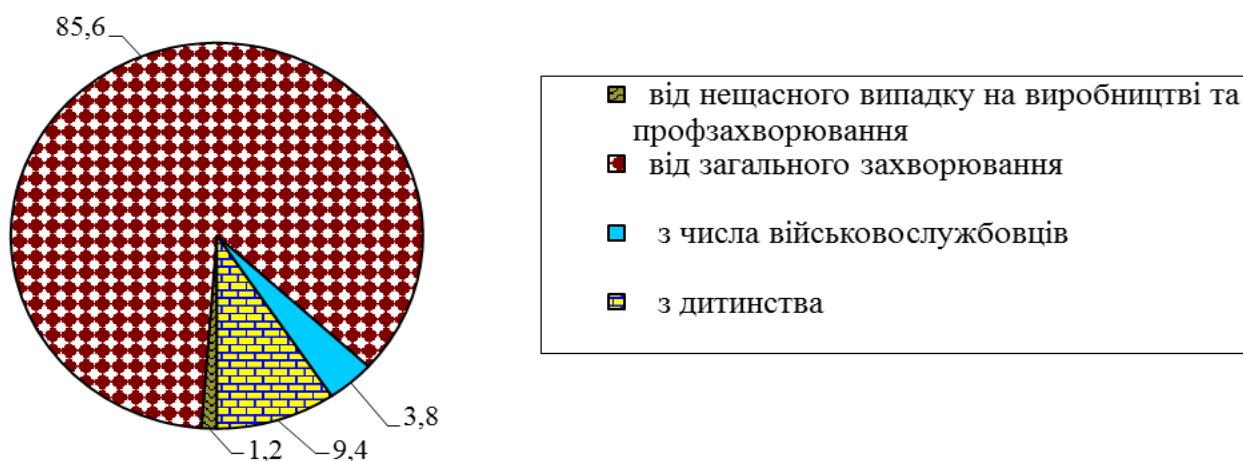 85,6
від нещасного випадку на виробництві та
профзахворювання
від загального захворювання
з числа військовослужбовців
з дитинства
3,8
1,2
9,4